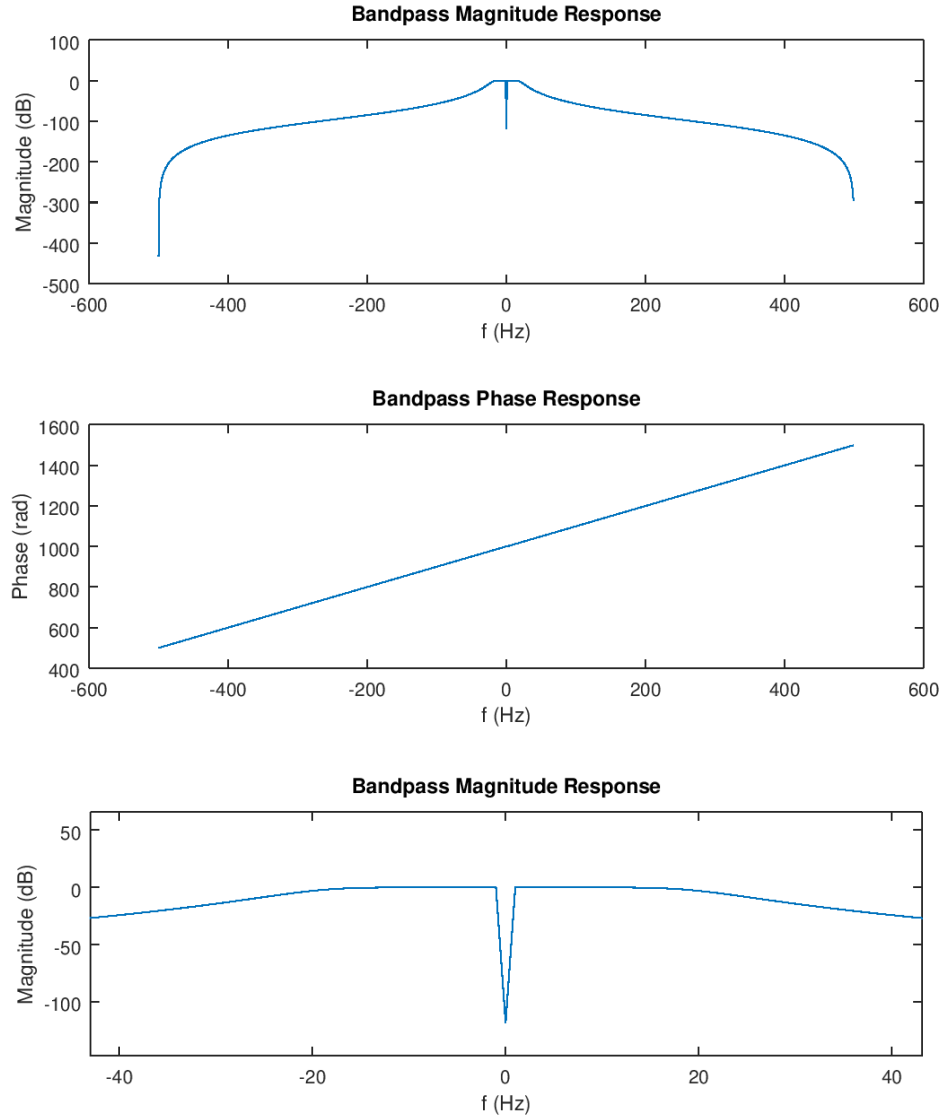 Bandpass Magnitude Response
100
0
-100
-200
-300
-400
-500
Magnitude (dB)
-600 -400 -200 0 200 400 600
f (Hz)
Bandpass Phase Response
1600
1400
1200
1000
800
600
400
Phase (rad)
-600 -400 -200 0 200 400 600
f (Hz)
Bandpass Magnitude Response
50
0
-50
-100
Magnitude (dB)
-40 -20 0 20 40
f (Hz)